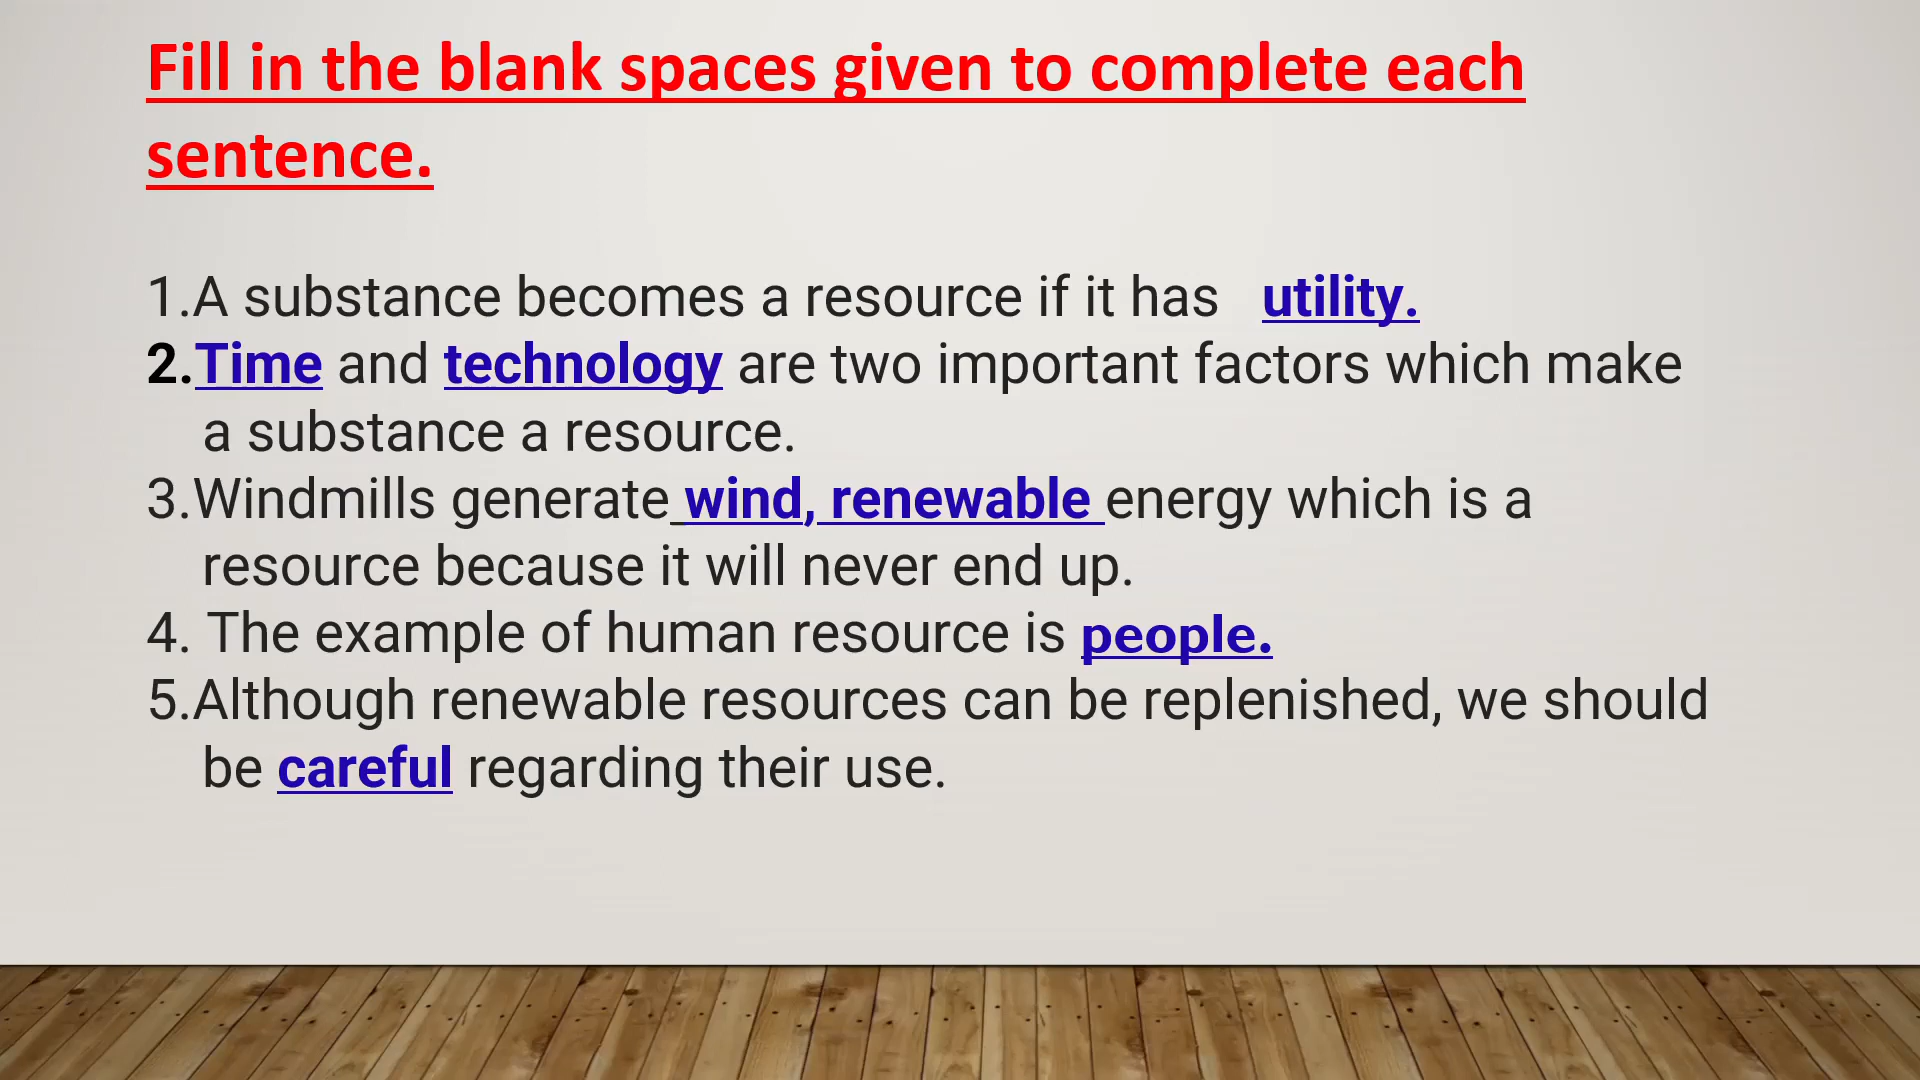 Fill in the blank spaces given to complete each
sentence.
1.A substance becomes a resource if it has utility.
2.Time and technology are two important factors which make
a substance a resource.
3.Windmills generate_wind, renewable energy which is a
resource because it will never end up.
4. The example of human resource is people.
5.Although renewable resources can be replenished, we should
be careful regarding their use.